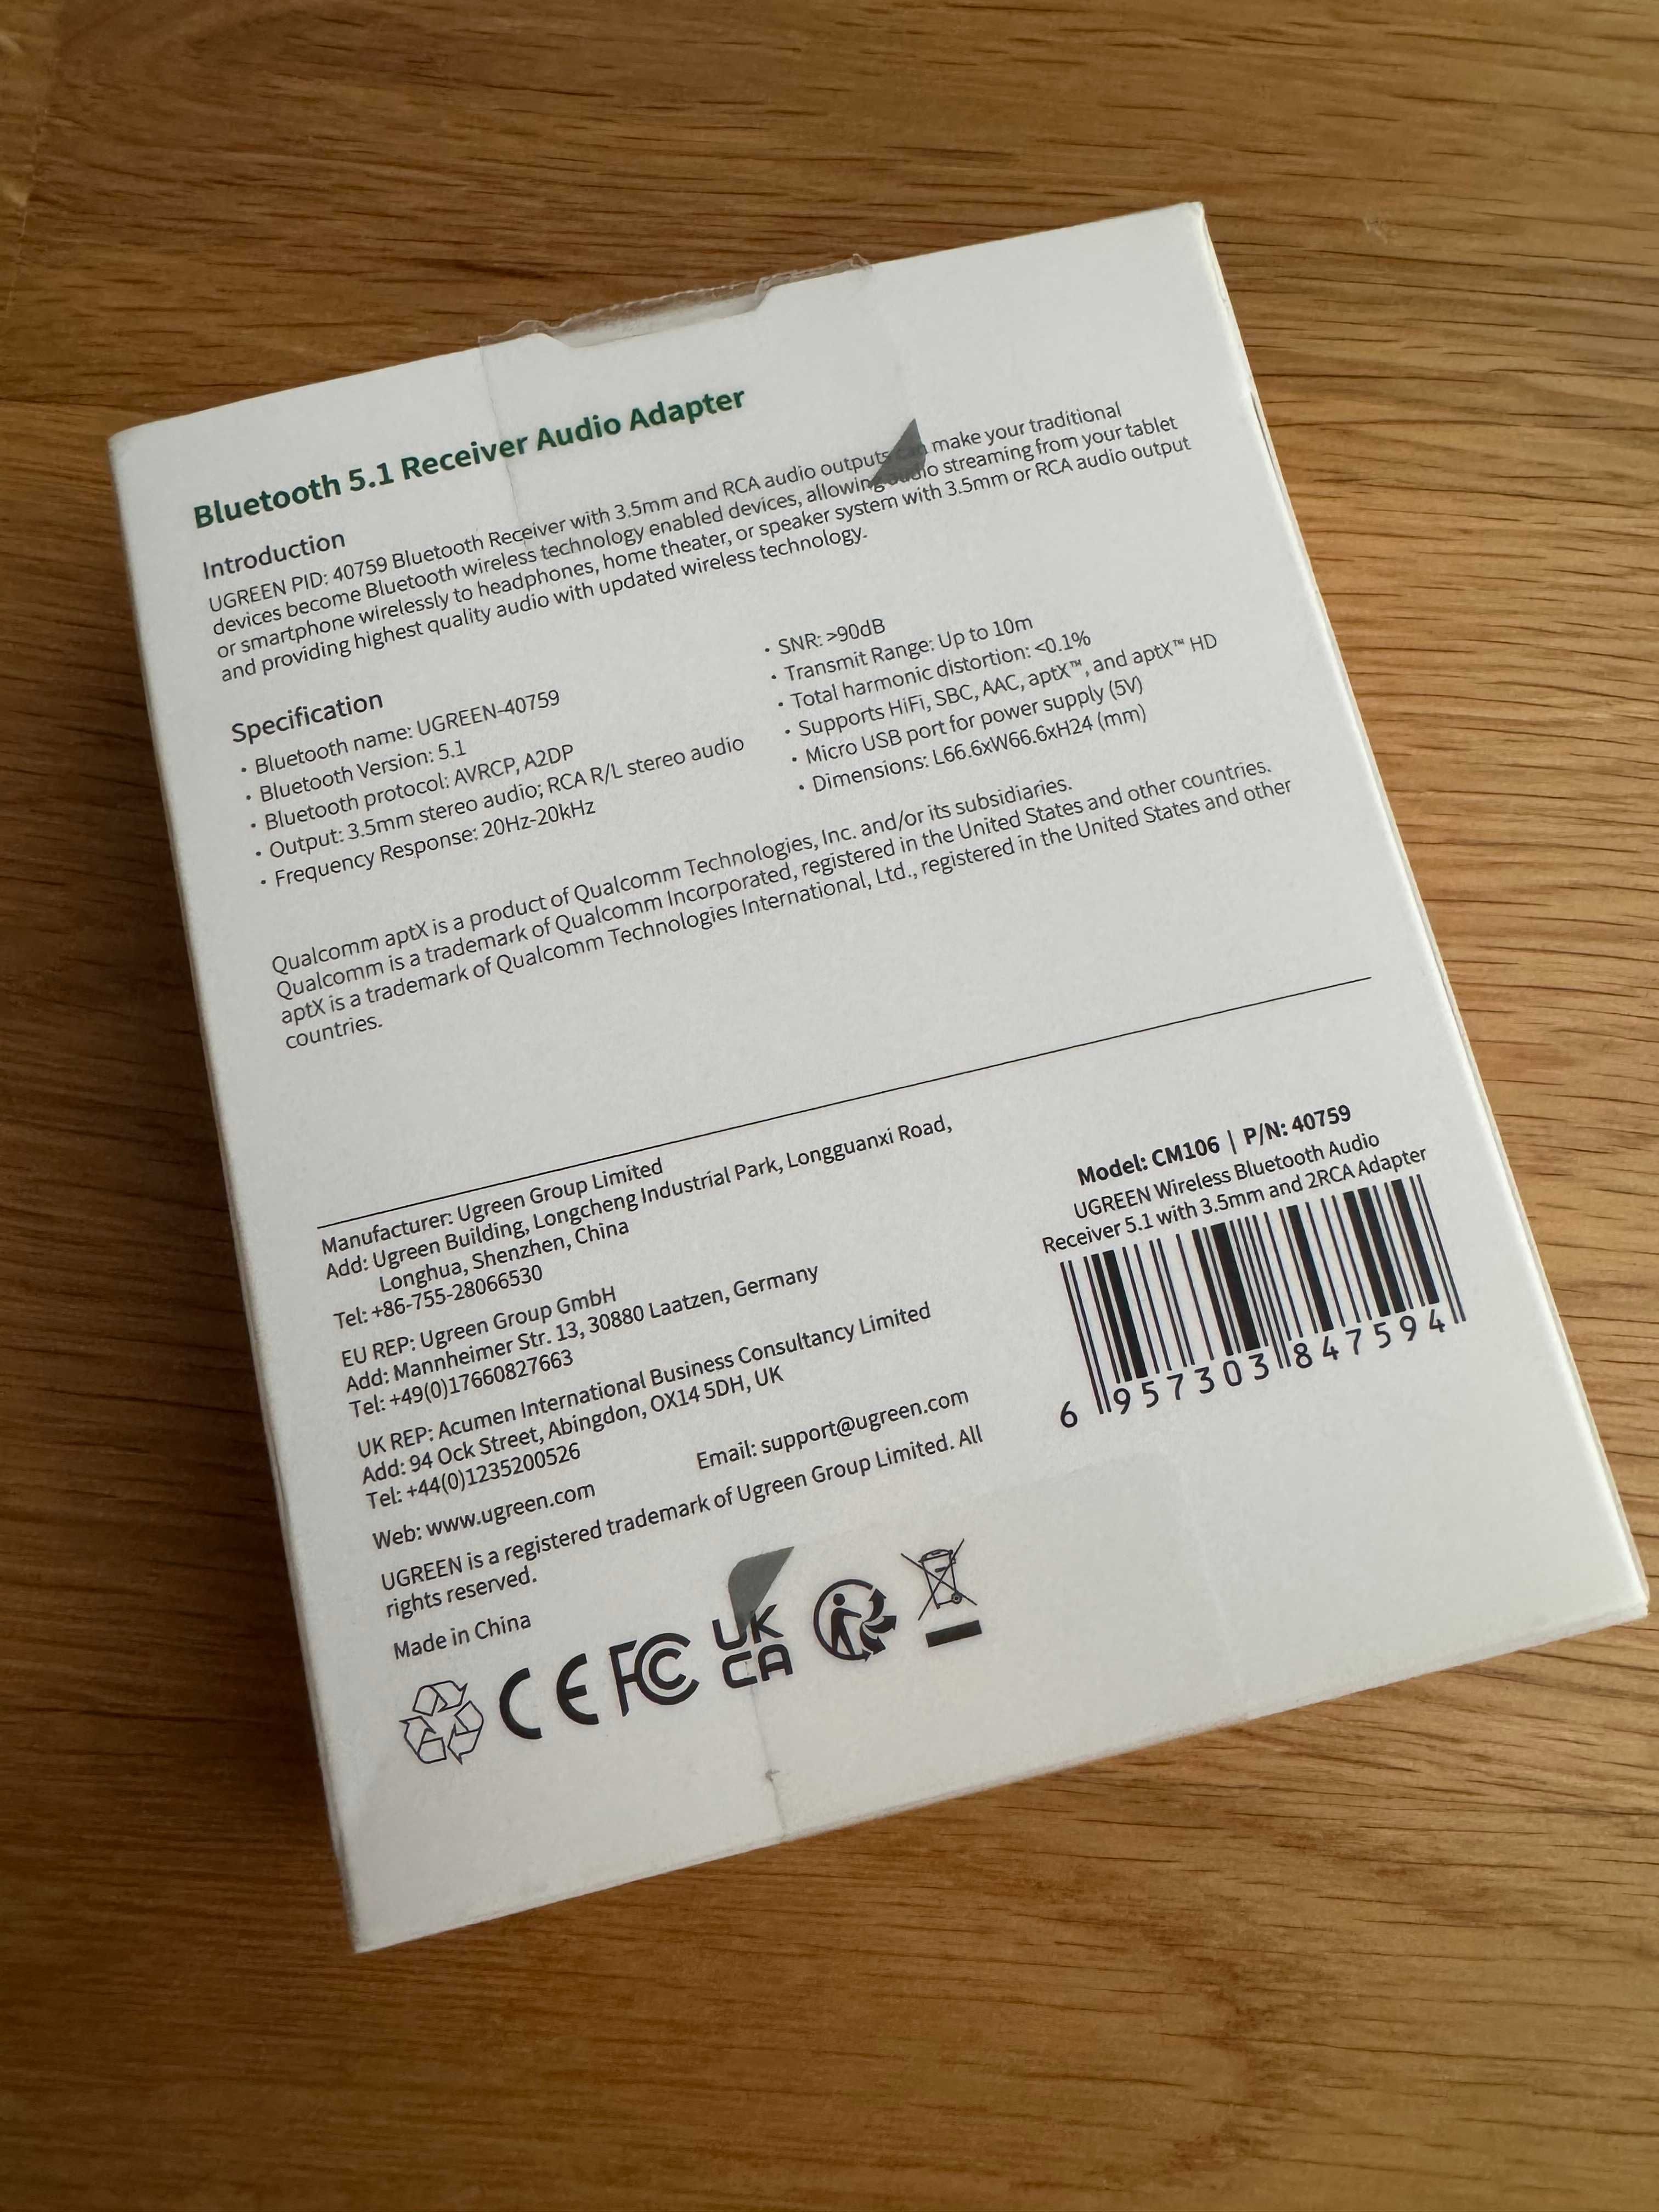 Bluetooth 5.1 Receiver Audio Adapter
Introduction
UGREEN PID: 40759 Bluetooth Receiver with 3.5mm and RCA audio outputs can make your traditional
devices become Bluetooth wireless technology enabled devices, allowing audio streaming from your tablet
or smartphone wirelessly to headphones, home theater, or speaker system with 3.5mm or RCA audio output
and providing highest quality audio with updated wireless technology.
Specification
• Bluetooth name: UGREEN-40759
• Bluetooth Version: 5.1
• Bluetooth protocol: AVRCP, A2DP
• Output: 3.5mm stereo audio; RCA R/L stereo audio
• Frequency Response: 20Hz-20kHz
• SNR: >90dB
• Transmit Range: Up to 10m
• Total harmonic distortion: <0.1%
• Supports HiFi, SBC, AAC, aptX™, and aptX™ HD
• Micro USB port for power supply (5V)
• Dimensions: L66.6xW66.6xH24 (mm)
Qualcomm aptX is a product of Qualcomm Technologies, Inc. and/or its subsidiaries.
Qualcomm is a trademark of Qualcomm Incorporated, registered in the United States and other countries.
aptX is a trademark of Qualcomm Technologies International, Ltd., registered in the United States and other
countries.
Manufacturer: Ugreen Group Limited
Add: Ugreen Building, Longcheng Industrial Park, Longguanxi Road,
Longhua, Shenzhen, China
Tel: +86-755-28066530
EU REP: Ugreen Group GmbH
Add: Mannheimer Str. 13, 30880 Laatzen, Germany
Tel: +49(0)17660827663
UK REP: Acumen International Business Consultancy Limited
Add: 94 Ock Street, Abingdon, OX14 5DH, UK
Tel: +44(0)1235200526
Web: www.ugreen.com
Email: support@ugreen.com
UGREEN is a registered trademark of Ugreen Group Limited. All
rights reserved.
Made in China
CE FC UK
CA
Model: CM106 | P/N: 40759
UGREEN Wireless Bluetooth Audio
Receiver 5.1 with 3.5mm and 2RCA Adapter
6 957303 847594